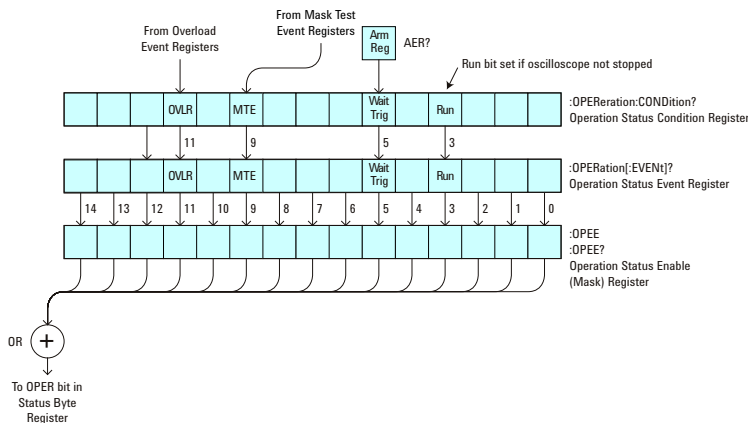 From Mask Test
Event Registers
From Overload
Event Registers
Arm
Reg
AER?
Run bit set if oscilloscope not stopped
OVLR
MTE
Wait
Trig
Run
:OPEReration:CONDition?
Operation Status Condition Register
11
9
5
3
OVLR
MTE
Wait
Trig
Run
:OPERation[:EVENt]?
Operation Status Event Register
14
13
12
11
10
9
8
7
6
5
4
3
2
1
0
:OPEE
:OPEE?
Operation Status Enable
(Mask) Register
OR
+
To OPER bit in
Status Byte
Register